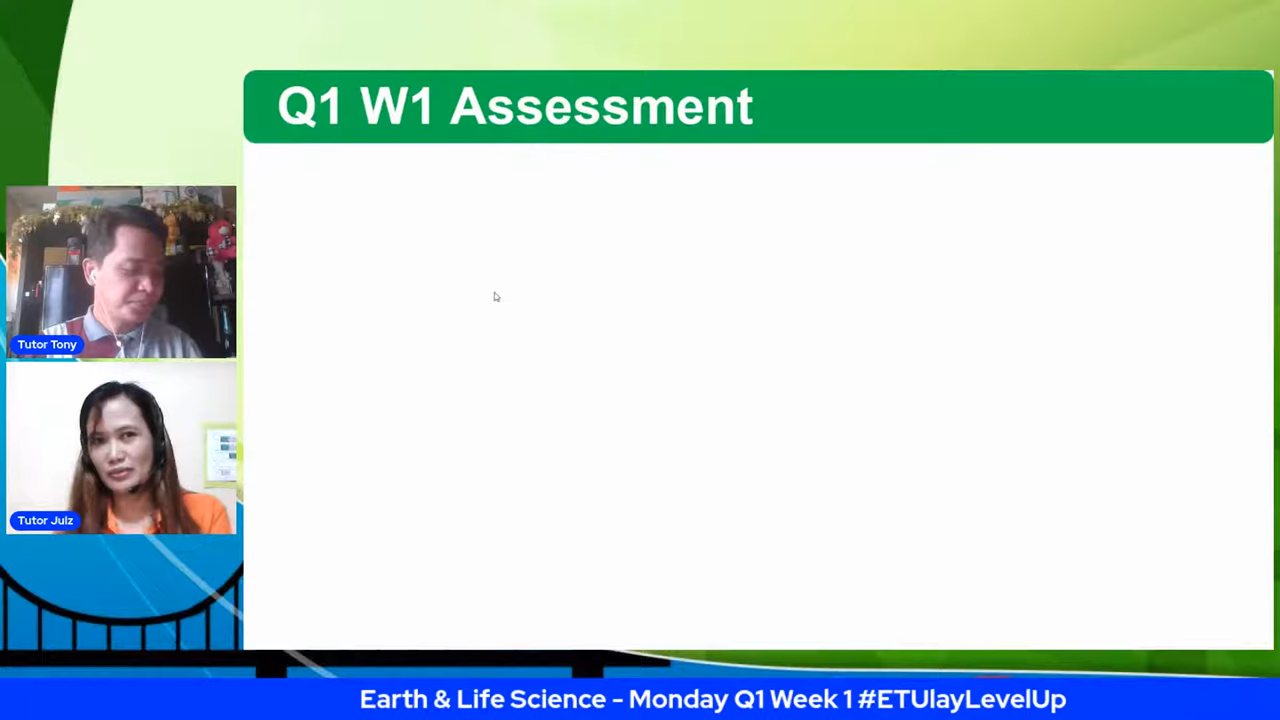 Q1 W1 Assessment
Tutor Tony
Tutor Julz
Earth & Life Science - Monday Q1 Week 1 #ETUlayLevelUp